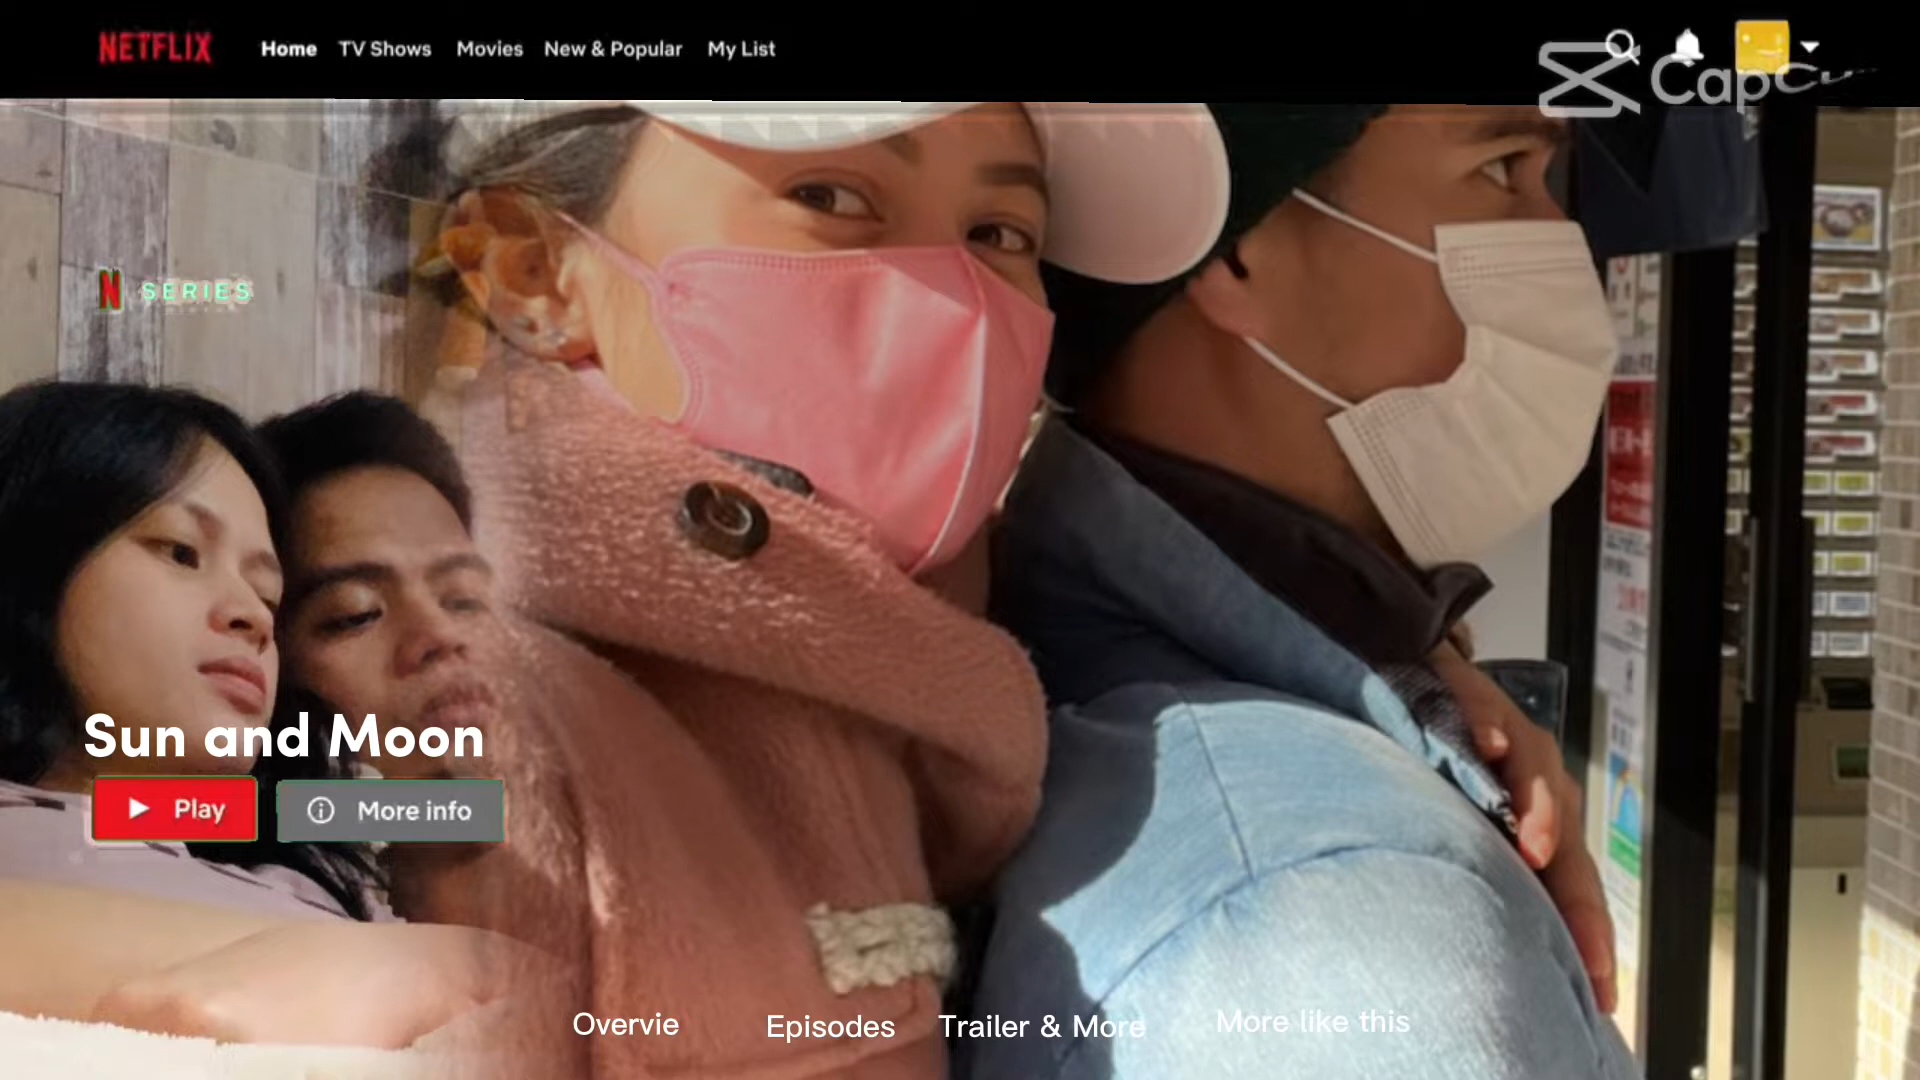 NETFLIX Home TV Shows Movies New & Popular My List
CapCu
N SERIES
Sun and Moon
Play More info
Overvie Episodes Trailer & More More like this